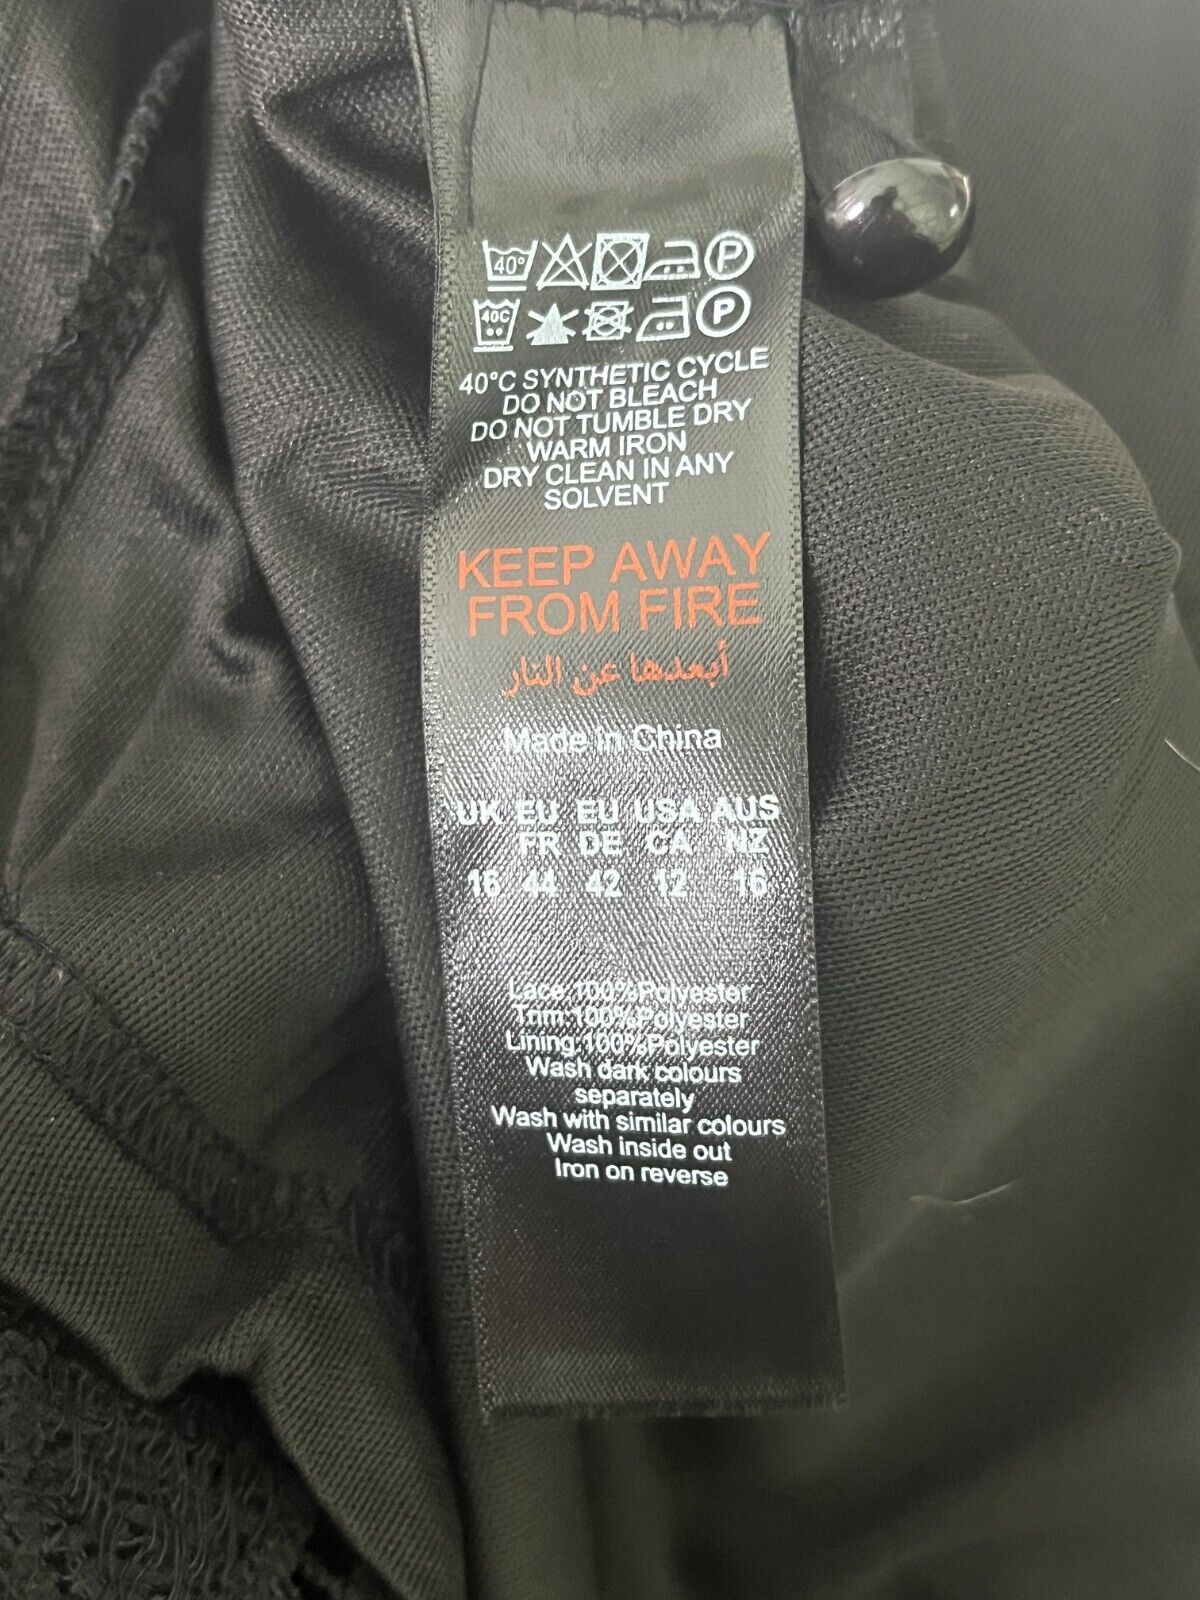 40° P
40C P
40°C SYNTHETIC CYCLE
DO NOT BLEACH
DO NOT TUMBLE DRY
WARM IRON
DRY CLEAN IN ANY
SOLVENT
KEEP AWAY
FROM FIRE
أبعدها عن النار
Made in China
UK EU EU USA AUS
FR DE CA NZ
16 44 42 12 16
Lace:100%Polyester
Trim:100%Polyester
Lining:100%Polyester
Wash dark colours
separately
Wash with similar colours
Wash inside out
Iron on reverse